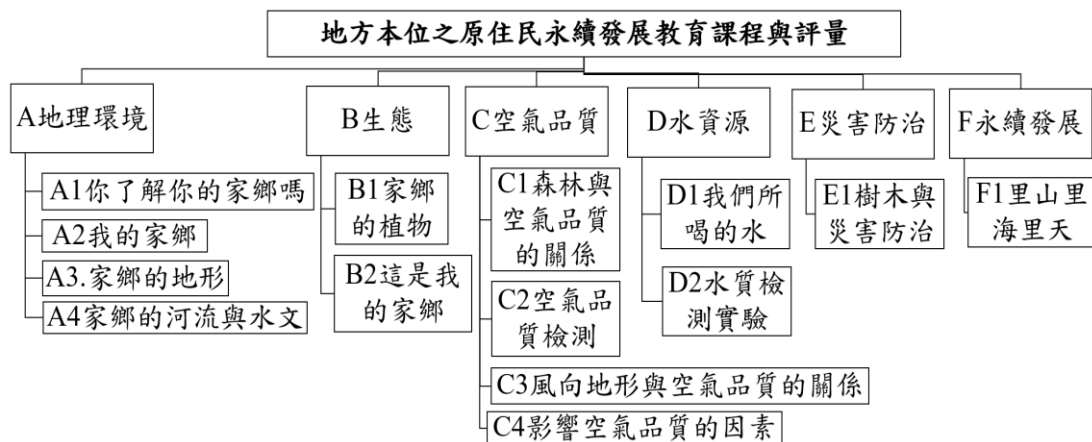 地方本位之原住民永續發展教育課程與評量
A地理環境
A1你了解你的家鄉嗎
A2我的家鄉
A3.家鄉的地形
A4家鄉的河流與水文
B生態
B1家鄉
的植物
B2這是我
的家鄉
C空氣品質
C1森林與
空氣品質
的關係
C2空氣品
質檢測
C3風向地形與空氣品質的關係
C4影響空氣品質的因素
D水資源
D1我們所
喝的水
D2水质檢
測實驗
E災害防治
E1樹木與
災害防治
F永續發展
F1里山里
海里天